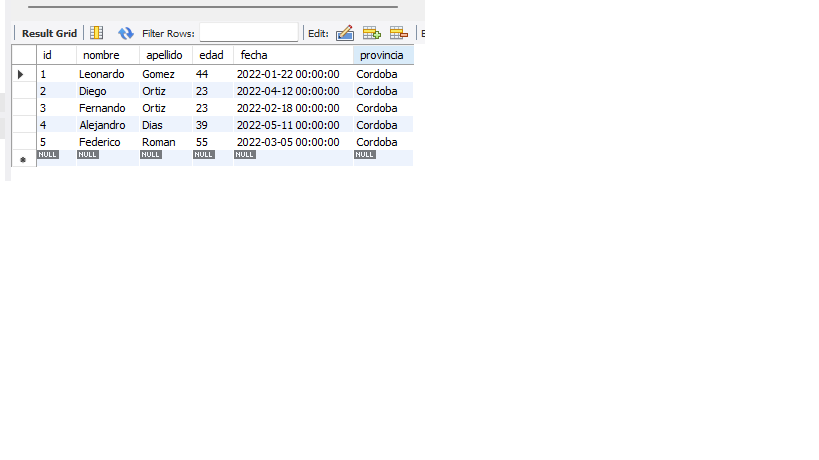 Result Grid Filter Rows: Edit:
id nombre apellido edad fecha provincia
1 Leonardo Gomez 44 2022-01-22 00:00:00 Cordoba
2 Diego Ortiz 23 2022-04-12 00:00:00 Cordoba
3 Fernando Ortiz 23 2022-02-18 00:00:00 Cordoba
4 Alejandro Dias 39 2022-05-11 00:00:00 Cordoba
5 Federico Roman 55 2022-03-05 00:00:00 Cordoba
NULL NULL NULL NULL NULL NULL